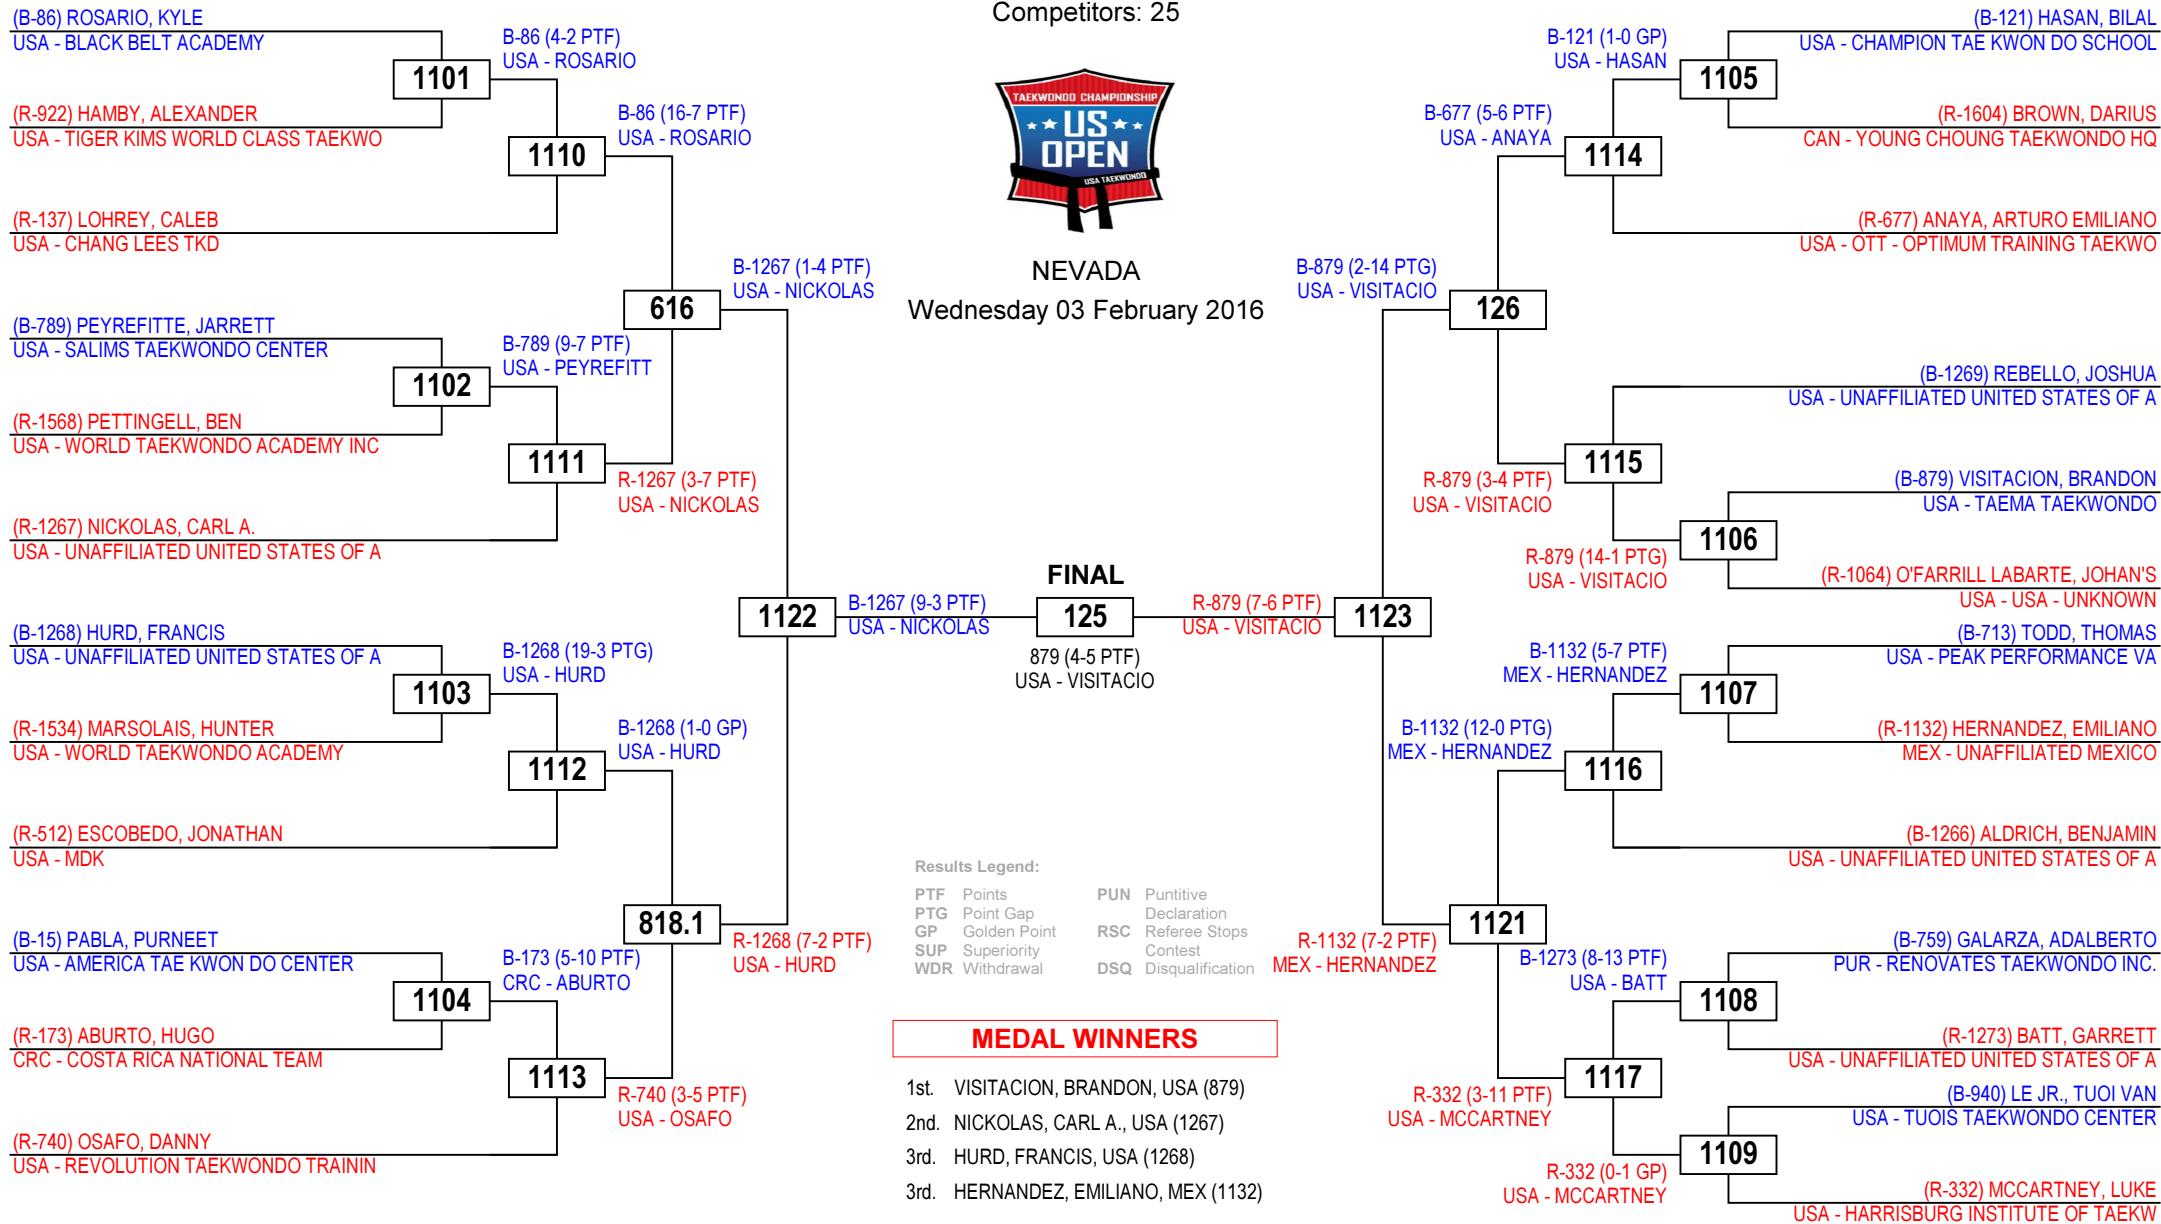 Competitors: 25
TAEKWONDO CHAMPIONSHIP
US
OPEN
USA TAEKWONDO
NEVADA
Wednesday 03 February 2016
(B-86) ROSARIO, KYLE
USA - BLACK BELT ACADEMY
1101
(R-922) HAMBY, ALEXANDER
USA - TIGER KIMS WORLD CLASS TAEKWO
B-86 (4-2 PTF)
USA - ROSARIO
1110
(R-137) LOHREY, CALEB
USA - CHANG LEES TKD
B-86 (16-7 PTF)
USA - ROSARIO
616
(B-789) PEYREFITTE, JARRETT
USA - SALIMS TAEKWONDO CENTER
1102
(R-1568) PETTINGELL, BEN
USA - WORLD TAEKWONDO ACADEMY INC
B-789 (9-7 PTF)
USA - PEYREFITT
1111
(R-1267) NICKOLAS, CARL A.
USA - UNAFFILIATED UNITED STATES OF A
R-1267 (3-7 PTF)
USA - NICKOLAS
B-1267 (1-4 PTF)
USA - NICKOLAS
1122
(B-1268) HURD, FRANCIS
USA - UNAFFILIATED UNITED STATES OF A
1103
(R-1534) MARSOLAIS, HUNTER
USA - WORLD TAEKWONDO ACADEMY
B-1268 (19-3 PTG)
USA - HURD
1112
(R-512) ESCOBEDO, JONATHAN
USA - MDK
B-1268 (1-0 GP)
USA - HURD
818.1
(B-15) PABLA, PURNEET
USA - AMERICA TAE KWON DO CENTER
1104
(R-173) ABURTO, HUGO
CRC - COSTA RICA NATIONAL TEAM
B-173 (5-10 PTF)
CRC - ABURTO
1113
(R-740) OSAFO, DANNY
USA - REVOLUTION TAEKWONDO TRAININ
R-740 (3-5 PTF)
USA - OSAFO
R-1268 (7-2 PTF)
USA - HURD
B-1267 (9-3 PTF)
USA - NICKOLAS
FINAL
125
879 (4-5 PTF)
USA - VISITACIO
R-879 (7-6 PTF)
USA - VISITACIO
1123
(B-121) HASAN, BILAL
USA - CHAMPION TAE KWON DO SCHOOL
B-121 (1-0 GP)
USA - HASAN
1105
(R-1604) BROWN, DARIUS
CAN - YOUNG CHOUNG TAEKWONDO HQ
B-677 (5-6 PTF)
USA - ANAYA
1114
(R-677) ANAYA, ARTURO EMILIANO
USA - OTT - OPTIMUM TRAINING TAEKWO
B-879 (2-14 PTG)
USA - VISITACIO
126
(B-1269) REBELLO, JOSHUA
USA - UNAFFILIATED UNITED STATES OF A
1115
R-879 (3-4 PTF)
USA - VISITACIO
(B-879) VISITACION, BRANDON
USA - TAEMA TAEKWONDO
1106
R-879 (14-1 PTG)
USA - VISITACIO
(R-1064) O'FARRILL LABARTE, JOHAN'S
USA - USA - UNKNOWN
(B-713) TODD, THOMAS
USA - PEAK PERFORMANCE VA
B-1132 (5-7 PTF)
MEX - HERNANDEZ
1107
(R-1132) HERNANDEZ, EMILIANO
MEX - UNAFFILIATED MEXICO
B-1132 (12-0 PTG)
MEX - HERNANDEZ
1116
(B-1266) ALDRICH, BENJAMIN
USA - UNAFFILIATED UNITED STATES OF A
1121
R-1132 (7-2 PTF)
MEX - HERNANDEZ
(B-759) GALARZA, ADALBERTO
PUR - RENOVATES TAEKWONDO INC.
B-1273 (8-13 PTF)
USA - BATT
1108
(R-1273) BATT, GARRETT
USA - UNAFFILIATED UNITED STATES OF A
1117
R-332 (3-11 PTF)
USA - MCCARTNEY
(B-940) LE JR., TUOI VAN
USA - TUOIS TAEKWONDO CENTER
1109
R-332 (0-1 GP)
USA - MCCARTNEY
(R-332) MCCARTNEY, LUKE
USA - HARRISBURG INSTITUTE OF TAEKW
Results Legend:
PTF Points
PTG Point Gap
GP Golden Point
SUP Superiority
WDR Withdrawal
PUN Puntitive
Declaration
RSC Referee Stops
Contest
DSQ Disqualification
MEDAL WINNERS
1st. VISITACION, BRANDON, USA (879)
2nd. NICKOLAS, CARL A., USA (1267)
3rd. HURD, FRANCIS, USA (1268)
3rd. HERNANDEZ, EMILIANO, MEX (1132)